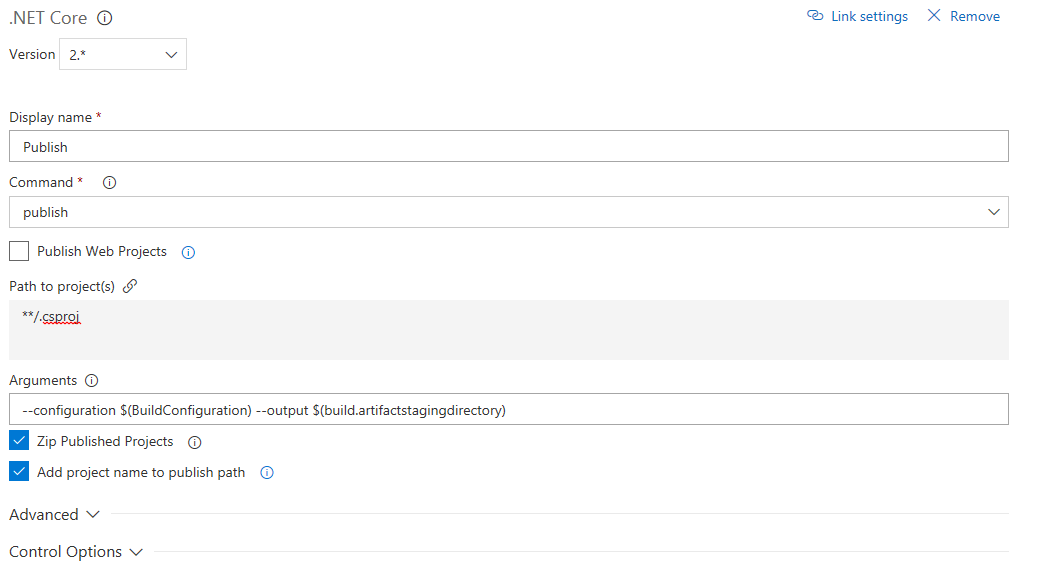 .NET Core
Link settings
Remove
Version 2.*
Display name *
Publish
Command *
publish
Publish Web Projects
Path to project(s)
**/.csproj
Arguments
--configuration $(BuildConfiguration) --output $(build.artifactstagingdirectory)
Zip Published Projects
Add project name to publish path
Advanced
Control Options